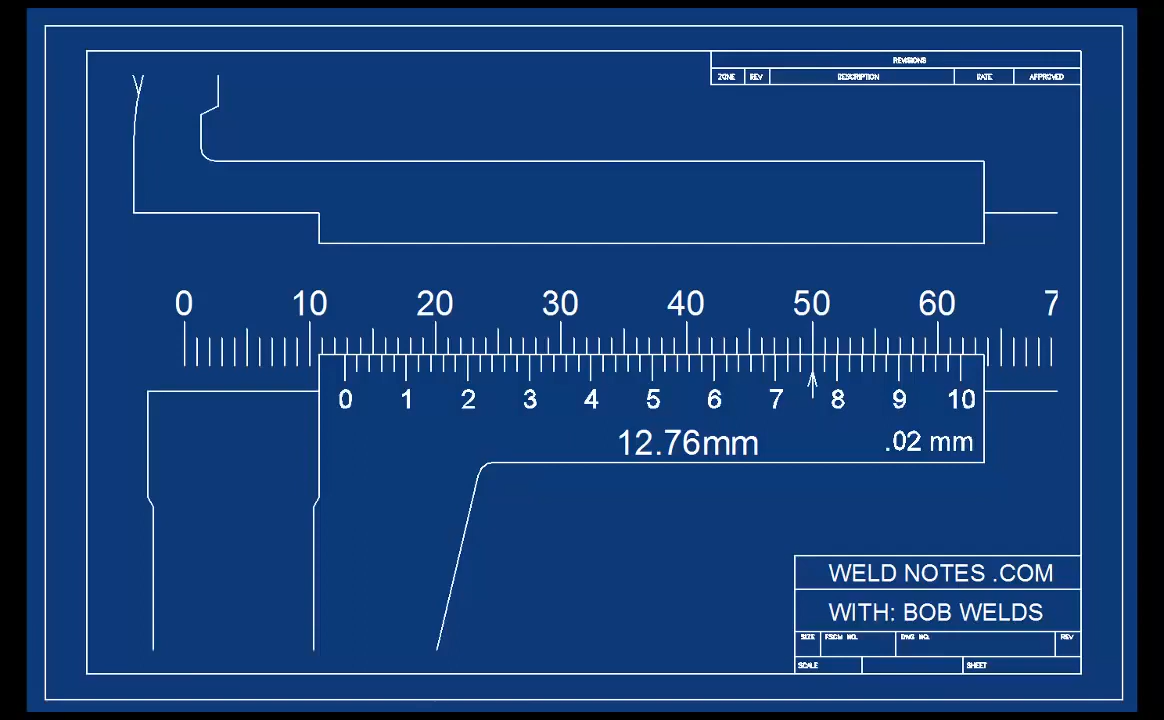 REVISIONS
ZONE REV DESCRIPTION DATE APPROVED
0 10 20 30 40 50 60 7
0 1 2 3 4 5 6 7 8 9 10
12.76mm .02 mm
WELD NOTES .COM
WITH: BOB WELDS
SIZE FSCM NO. DWG NO. REV
SCALE SHEET